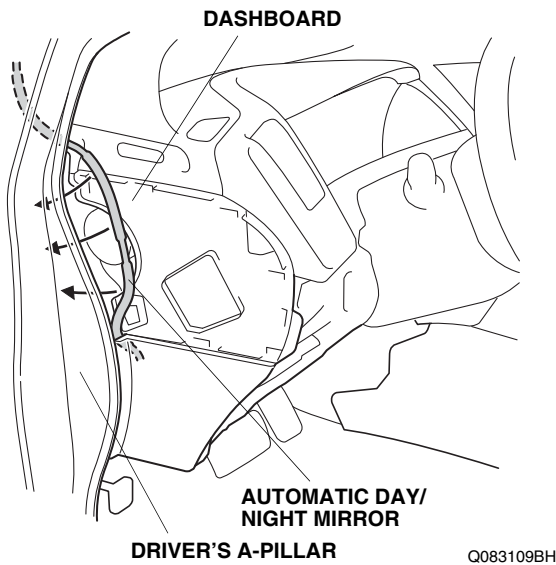 DASHBOARD
AUTOMATIC DAY/
NIGHT MIRROR
DRIVER'S A-PILLAR
Q083109BH